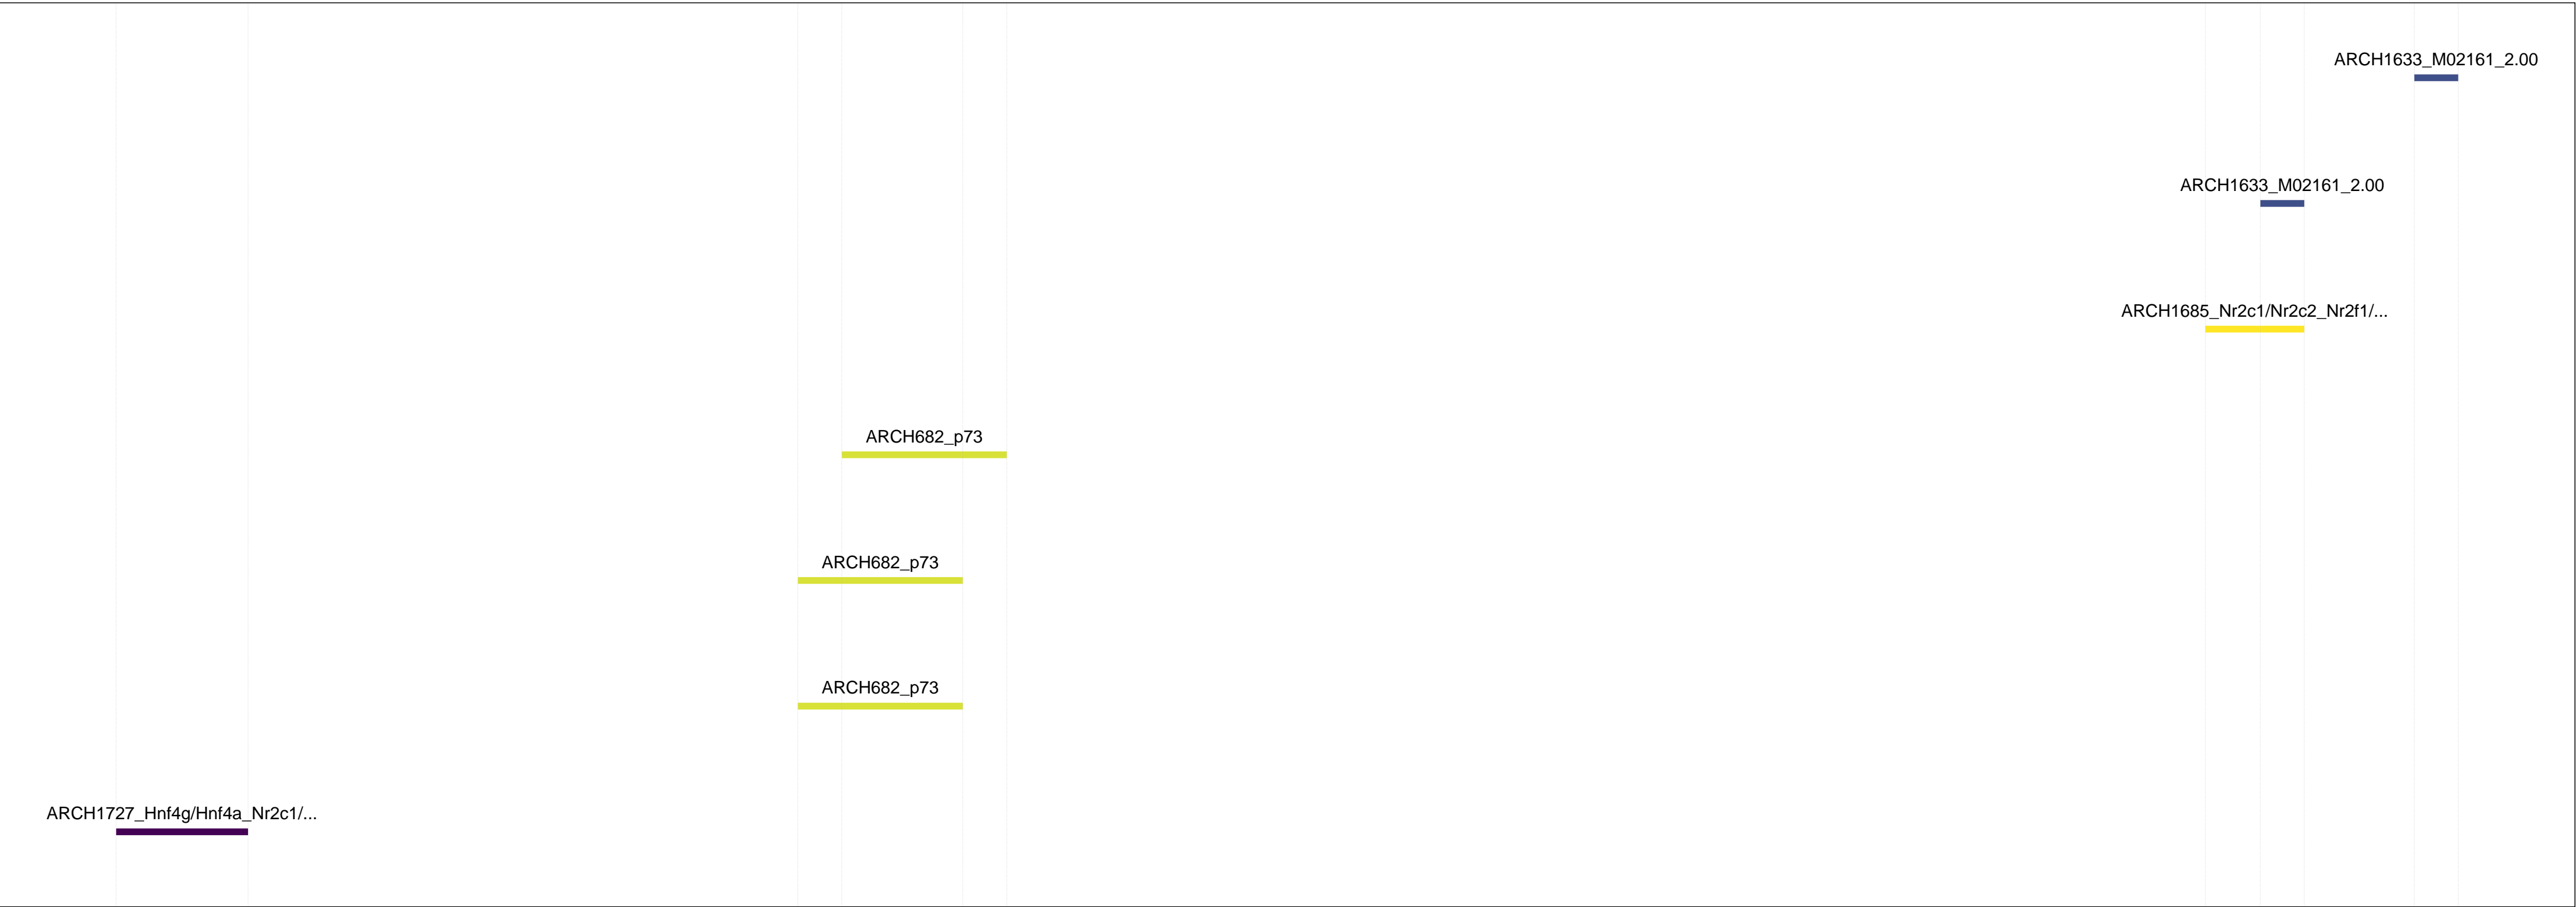 ARCH1633_M02161_2.00
ARCH1633_M02161_2.00
ARCH1685_Nr2c1/Nr2c2_Nr2f1/...
ARCH682_p73
ARCH682_p73
ARCH682_p73
ARCH1727_Hnf4g/Hnf4a_Nr2c1/...